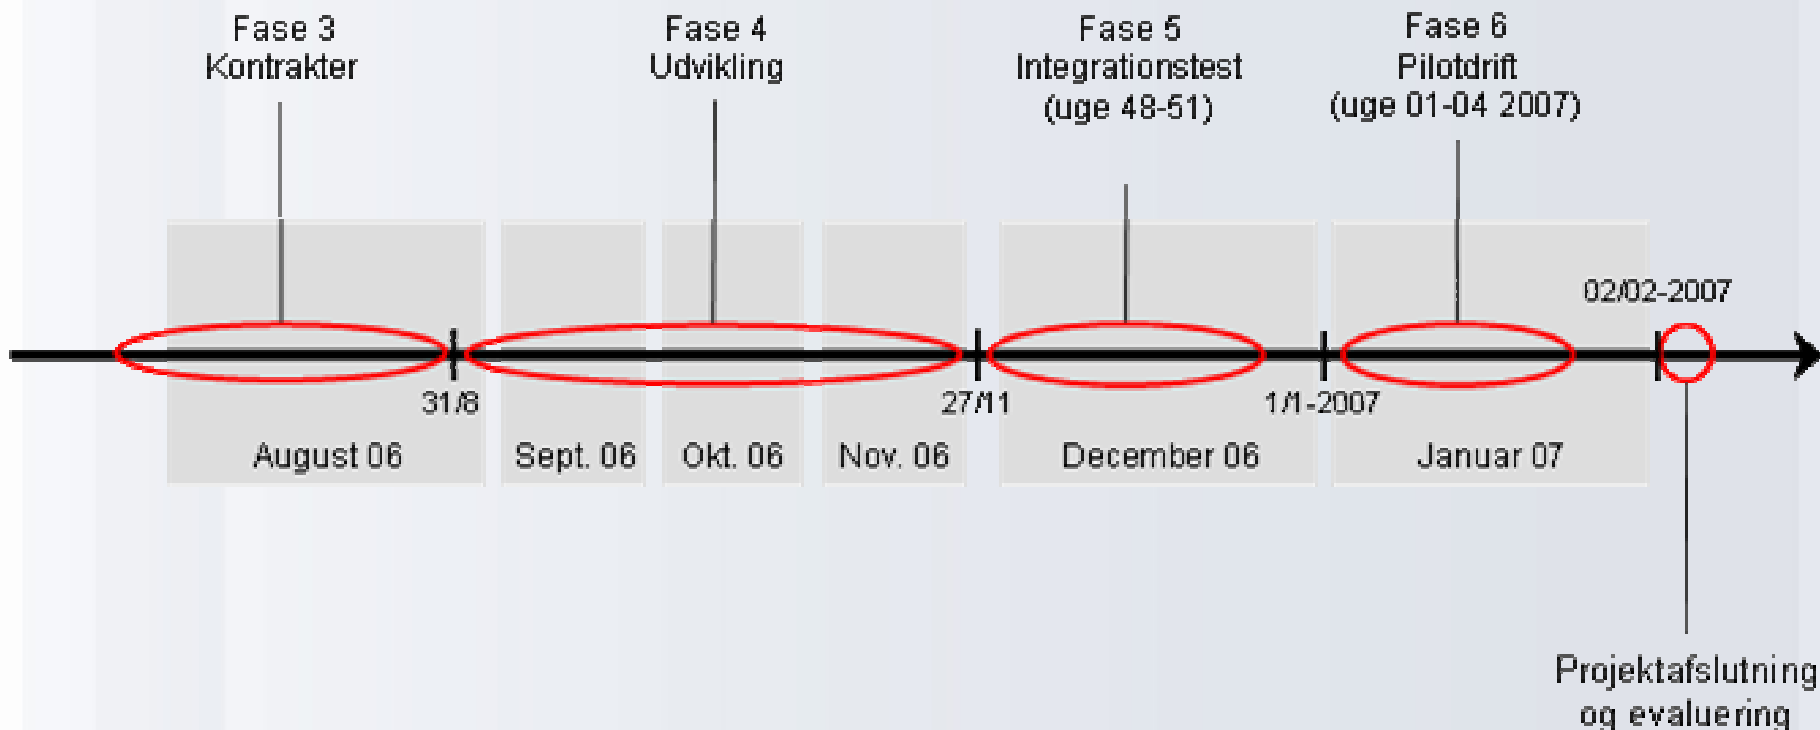 Fase 3
Kontrakter
Fase 4
Udvikling
Fase 5
Integrationstest
(uge 48-51)
Fase 6
Pilotdrift
(uge 01-04 2007)
02/02-2007
31/8
27/11
1/1-2007
August 06
Sept. 06
Okt. 06
Nov. 06
December 06
Januar 07
Projektafslutning
og evaluering